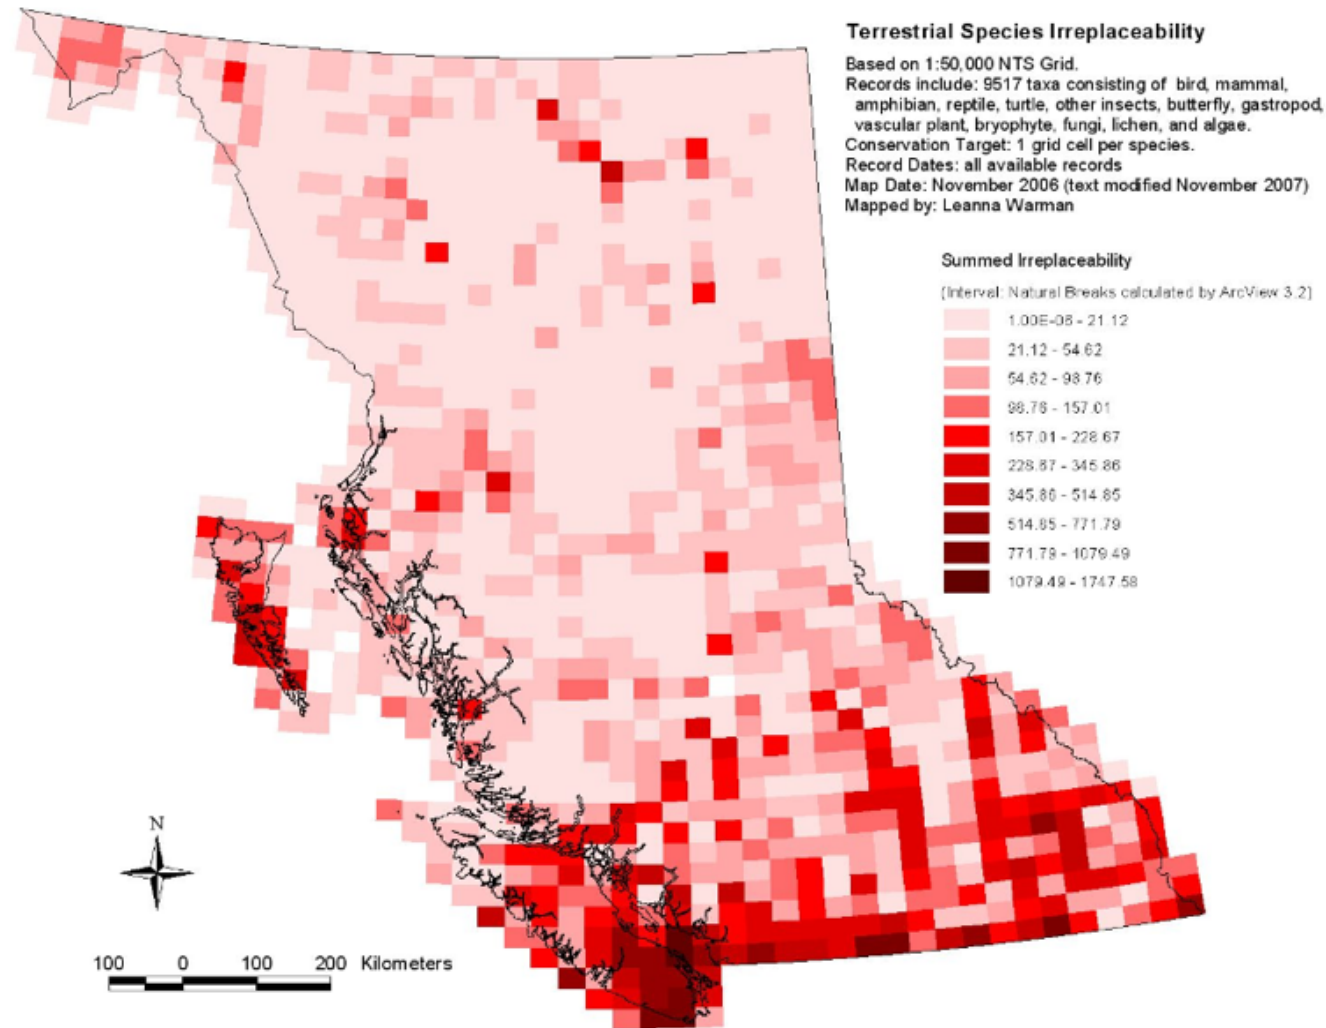 Terrestrial Species Irreplaceability
Based on 1:50,000 NTS Grid.
Records include: 9517 taxa consisting of bird, mammal,
amphibian, reptile, turtle, other insects, butterfly, gastropod,
vascular plant, bryophyte, fungi, lichen, and algae.
Conservation Target: 1 grid cell per species.
Record Dates: all available records
Map Date: November 2006 (text modified November 2007)
Mapped by: Leanna Warman
Summed Irreplaceability
(Interval: Natural Breaks calculated by ArcView 3.2)
1.00E-06 - 21.12
21.12 - 54.62
54.62 - 98.76
98.76 - 157.01
157.01 - 228.67
228.67 - 345.86
345.86 - 514.85
514.85 - 771.79
771.79 - 1079.49
1079.49 - 1747.58
N
100 0 100 200 Kilometers